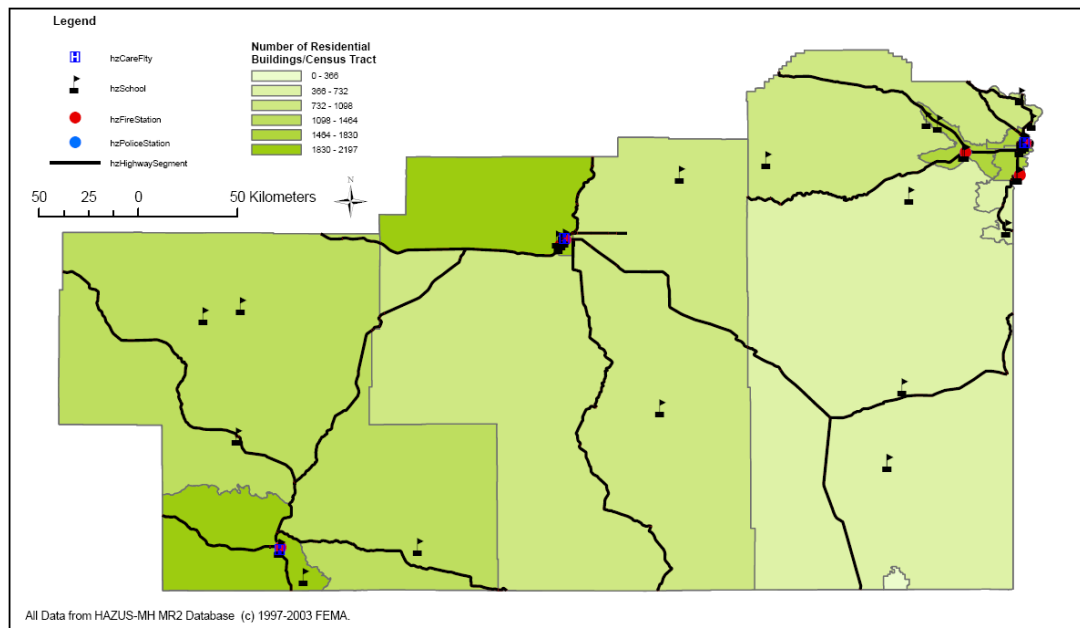 Legend
hzCareFlty
hzSchool
hzFireStation
hzPoliceStation
hzHighwaySegment
Number of Residential
Buildings/Census Tract
0 - 366
366 - 732
732 - 1098
1098 - 1464
1464 - 1830
1830 - 2197
50 0 50 Kilometers
N
All Data from HAZUS-MH MR2 Database (c) 1997-2003 FEMA.